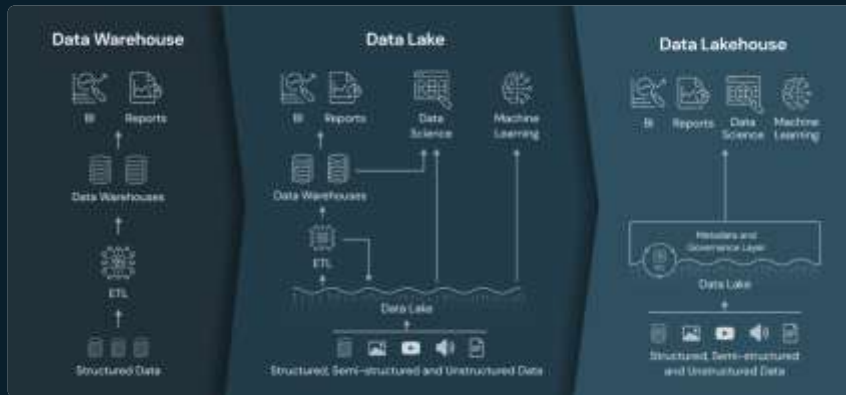 Data Warehouse
BI
Reports
Data Warehouses
ETL
Structured Data
Data Lake
BI
Reports
Data
Science
Machine
Learning
Data Warehouses
ETL
Data Lake
Structured, Semi-structured and Unstructured Data
Data Lakehouse
BI
Reports
Data
Science
Machine
Learning
Metadata and
Governance Layer
Data Lake
Structured, Semi-structured
and Unstructured Data